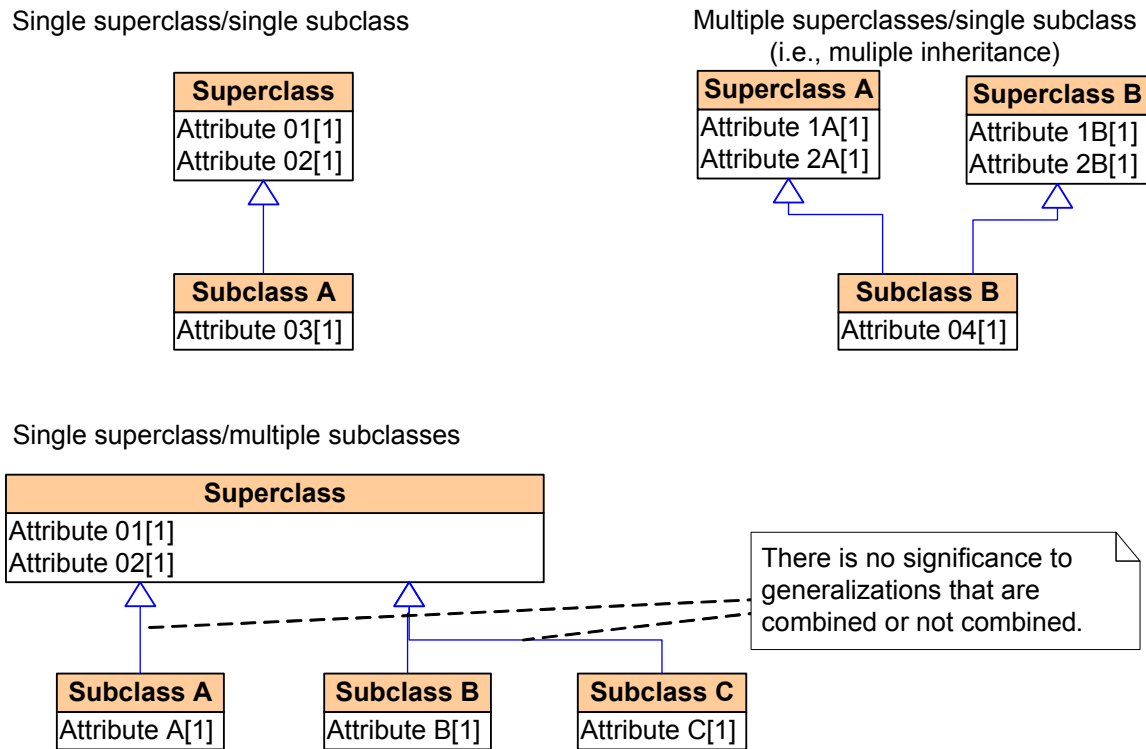 Single superclass/single subclass
Superclass
Attribute 01[1]
Attribute 02[1]
Subclass A
Attribute 03[1]
Multiple superclasses/single subclass
(i.e., muliple inheritance)
Superclass A
Attribute 1A[1]
Attribute 2A[1]
Superclass B
Attribute 1B[1]
Attribute 2B[1]
Subclass B
Attribute 04[1]
Single superclass/multiple subclasses
Superclass
Attribute 01[1]
Attribute 02[1]
There is no significance to
generalizations that are
combined or not combined.
Subclass A
Attribute A[1]
Subclass B
Attribute B[1]
Subclass C
Attribute C[1]